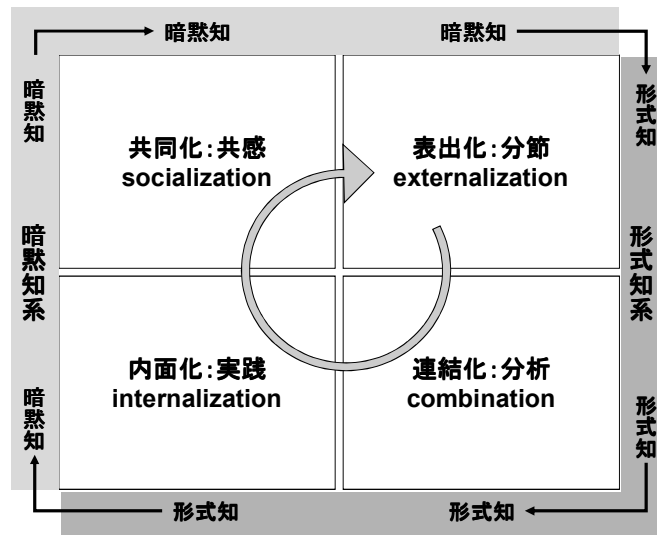 暗黙知
暗黙知
暗黙知
形式知
共同化：共感
socialization
表出化：分節
externalization
暗黙知系
形式知系
内面化：実践
internalization
連結化：分析
combination
暗黙知
形式知
形式知
形式知